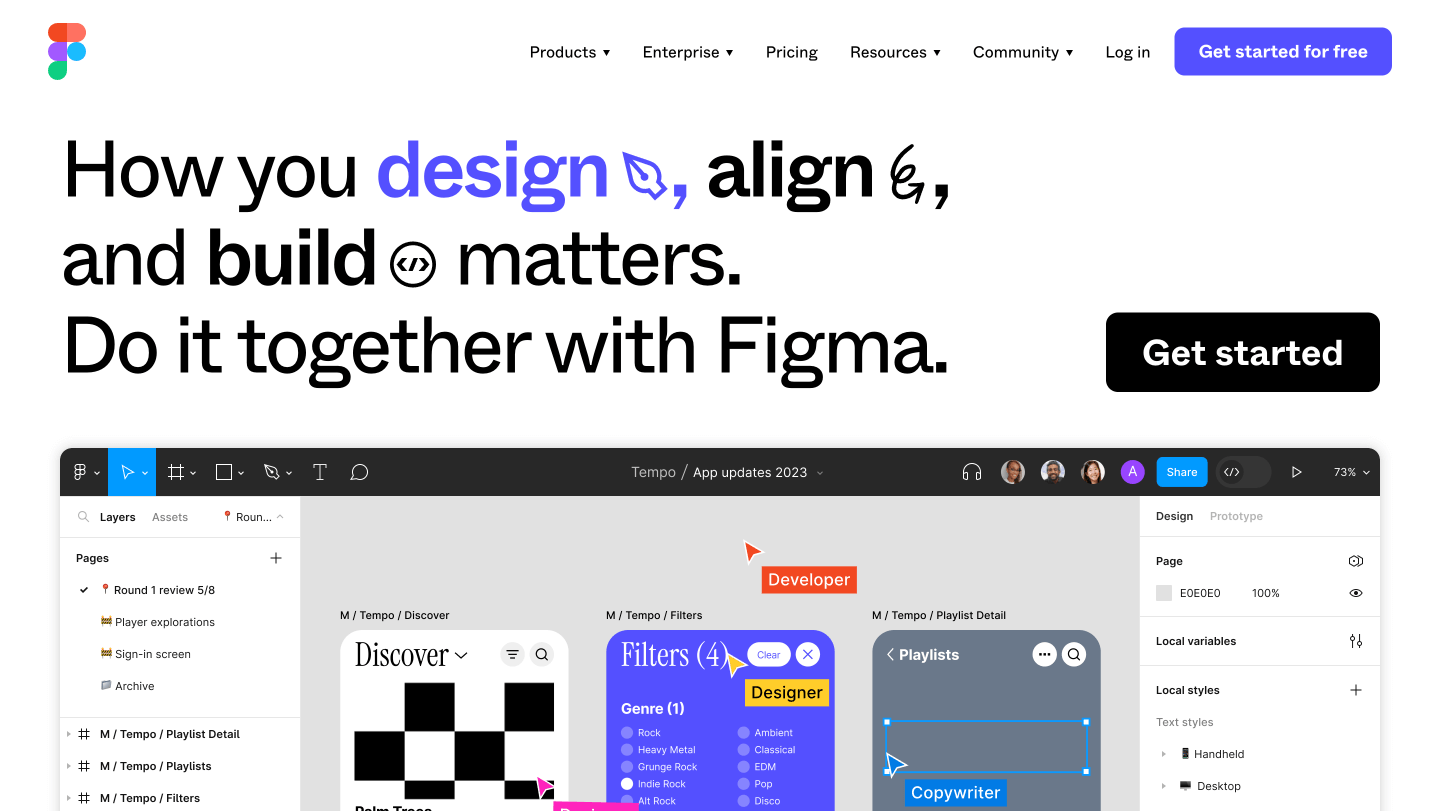 Products Enterprise Pricing Resources Community Log in Get started for free
How you design, align,
and build matters.
Do it together with Figma.
Get started
Tempo / App updates 2023
A
Share
73%
Layers Assets Roun...
Pages
Round 1 review 5/8
Player explorations
Sign-in screen
Archive
M / Tempo / Playlist Detail
M / Tempo / Playlists
M / Tempo / Filters
Developer
M / Tempo / Discover
Discover
Palm Trees
M / Tempo / Filters
Filters (4)
Clear
Designer
Genre (1)
Rock
Heavy Metal
Grunge Rock
Indie Rock
Alt Rock
Ambient
Classical
EDM
Pop
Disco
M / Tempo / Playlist Detail
Playlists
Copywriter
Design Prototype
Page
E0E0E0 100%
Local variables
Local styles
Text styles
Handheld
Desktop